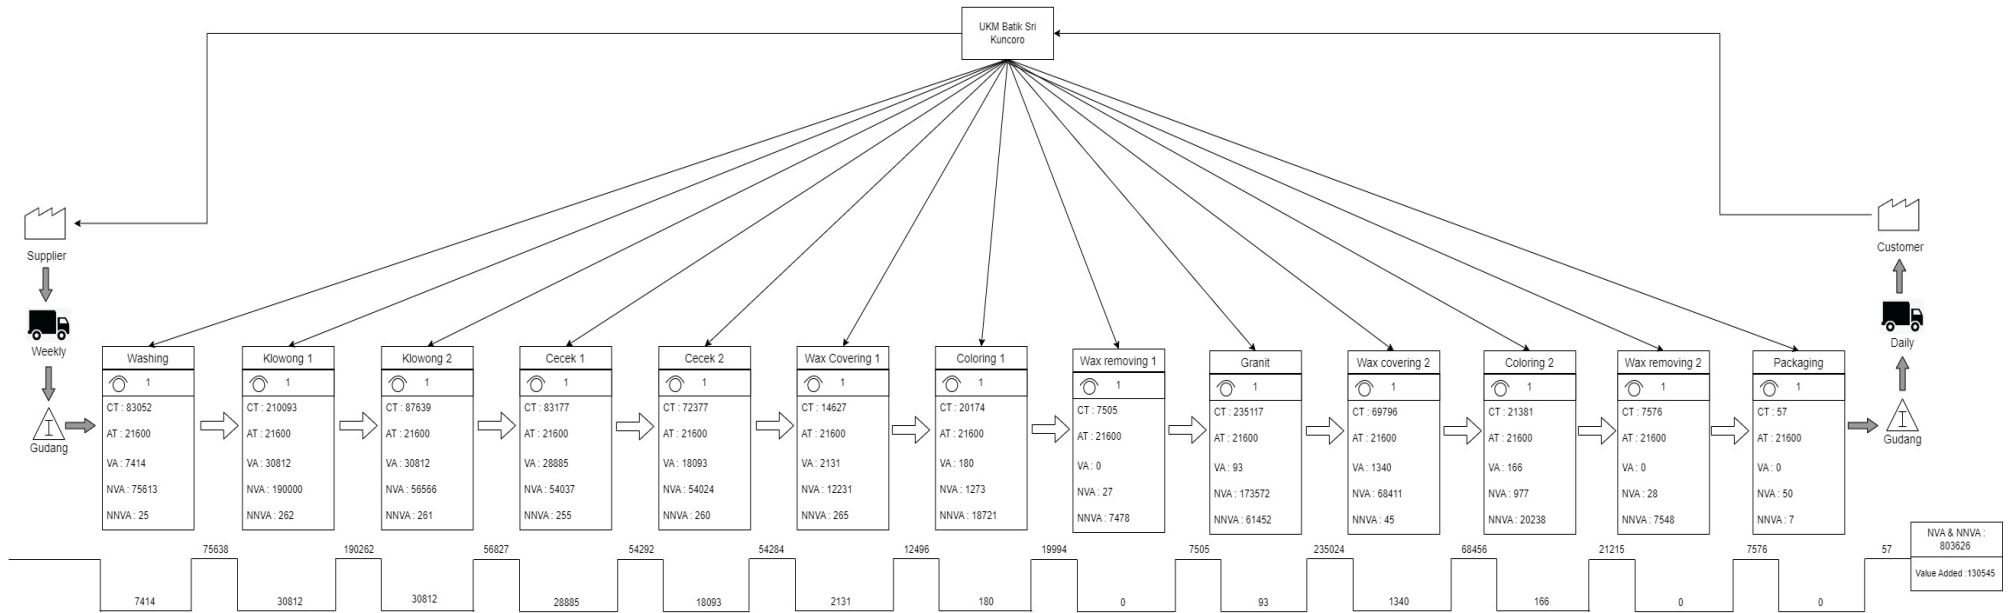 UKM Batik Sri
Kuncoro
Supplier
Weekly
Gudang
Customer
Daily
Gudang
Washing
1
CT : 83052
AT : 21600
VA : 7414
NVA : 75613
NNVA : 25
Klowong 1
1
CT : 210093
AT : 21600
VA : 30812
NVA : 190000
NNVA : 262
Klowong 2
1
CT : 87639
AT : 21600
VA : 30812
NVA : 56566
NNVA : 261
Cecek 1
1
CT : 83177
AT : 21600
VA : 28885
NVA : 54037
NNVA : 255
Cecek 2
1
CT : 72377
AT : 21600
VA : 18093
NVA : 54024
NNVA : 260
Wax Covering 1
1
CT : 14627
AT : 21600
VA : 2131
NVA : 12231
NNVA : 265
Coloring 1
1
CT : 20174
AT : 21600
VA : 180
NVA : 1273
NNVA : 18721
Wax removing 1
1
CT : 7505
AT : 21600
VA : 0
NVA : 27
NNVA : 7478
Granit
1
CT : 235117
AT : 21600
VA : 93
NVA : 173572
NNVA : 61452
Wax covering 2
1
CT : 69796
AT : 21600
VA : 1340
NVA : 68411
NNVA : 45
Coloring 2
1
CT : 21381
AT : 21600
VA : 166
NVA : 977
NNVA : 20238
Wax removing 2
1
CT : 7576
AT : 21600
VA : 0
NVA : 28
NNVA : 7548
Packaging
1
CT : 57
AT : 21600
VA : 0
NVA : 50
NNVA : 7
75638 190262 56827 54292 54284 12496 19994 7505 235024 68456 21215 7576 57
7414 30812 30812 28885 18093 2131 180 0 93 1340 166 0 0
NVA & NNVA :
803626
Value Added :130545